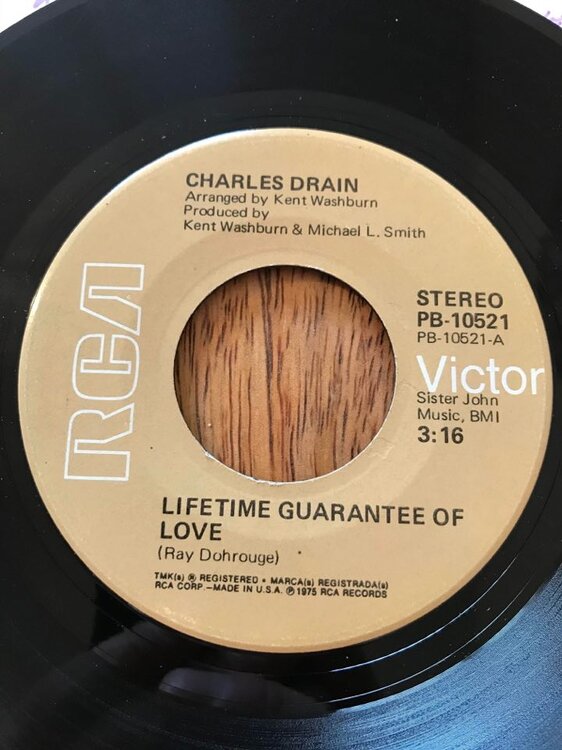 CHARLES DRAIN
Arranged by Kent Washburn
Produced by
Kent Washburn & Michael L. Smith
RCA
STEREO
PB-10521
PB-10521-A
Victor
Sister John
Music, BMI
3:16
LIFETIME GUARANTEE OF
LOVE
(Ray Dohrouge)
TMK(s) ® REGISTERED • MARCA(s) REGISTRADA(s)
RCA CORP.—MADE IN U.S.A. ℗ 1975 RCA RECORDS